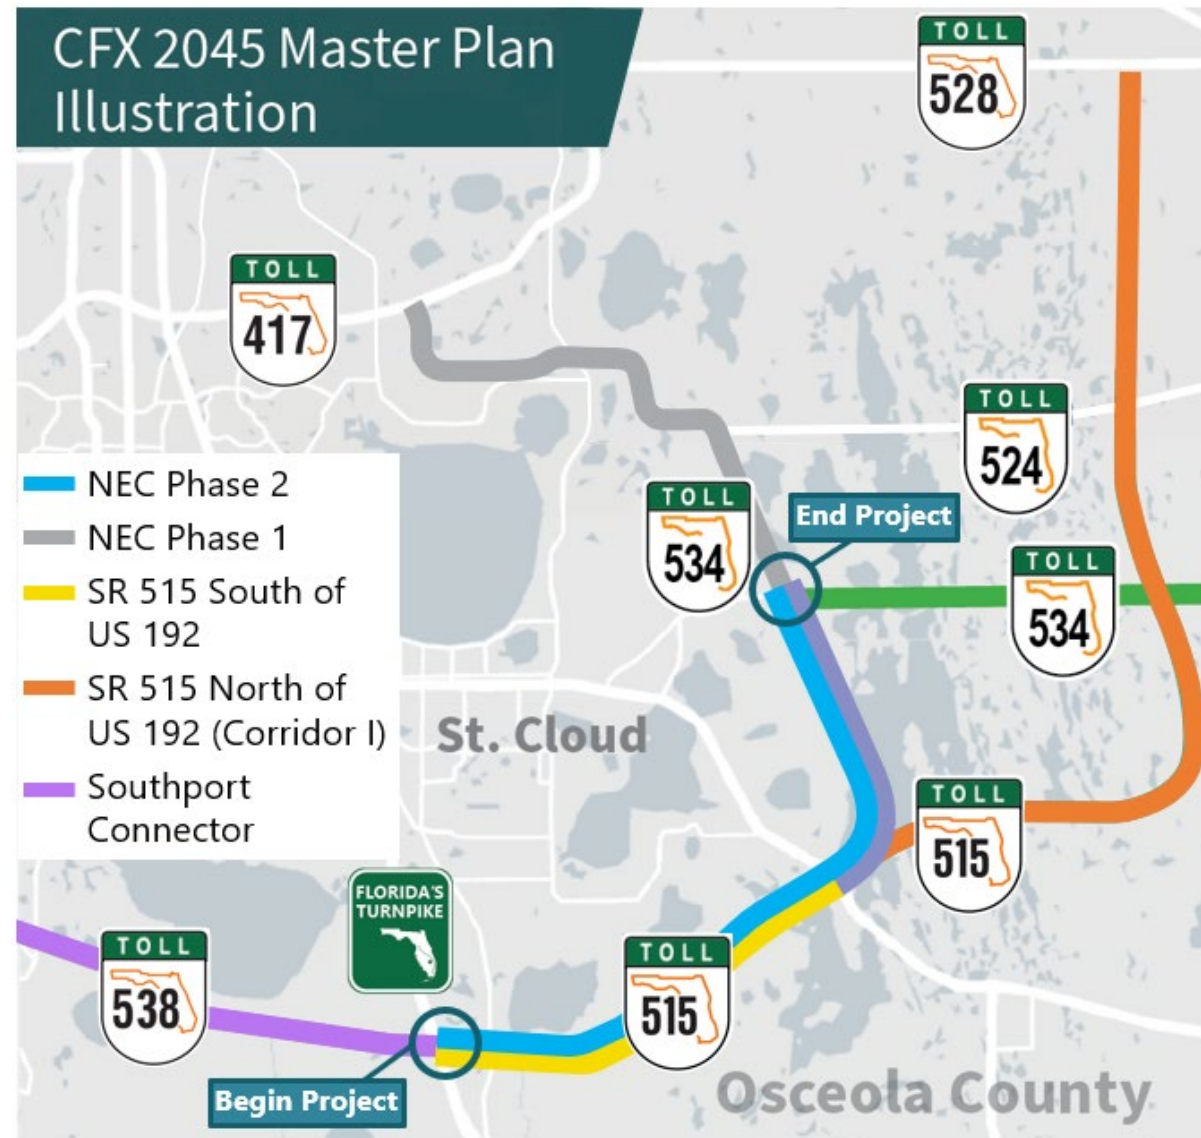 CFX 2045 Master Plan
Illustration
TOLL
528
TOLL
417
TOLL
524
NEC Phase 2
NEC Phase 1
SR 515 South of
US 192
SR 515 North of
US 192 (Corridor I)
Southport
Connector
TOLL
534
End Project
TOLL
534
St. Cloud
TOLL
515
FLORIDA'S
TURNPIKE
TOLL
538
TOLL
515
Begin Project
Osceola County